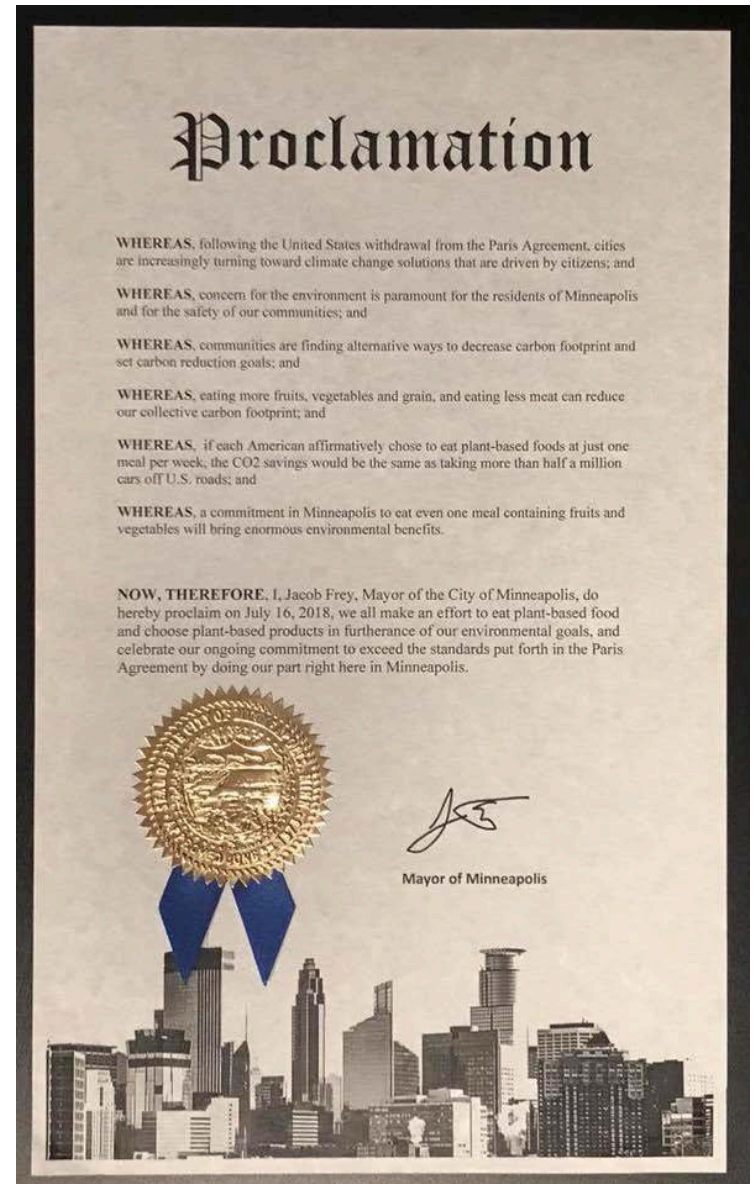 Proclamation
WHEREAS, following the United States withdrawal from the Paris Agreement, cities
are increasingly turning toward climate change solutions that are driven by citizens; and
WHEREAS, concern for the environment is paramount for the residents of Minneapolis
and for the safety of our communities; and
WHEREAS, communities are finding alternative ways to decrease carbon footprint and
set carbon reduction goals; and
WHEREAS, eating more fruits, vegetables and grain, and eating less meat can reduce
our collective carbon footprint; and
WHEREAS, if each American affirmatively chose to eat plant-based foods at just one
meal per week, the CO2 savings would be the same as taking more than half a million
cars off U.S. roads; and
WHEREAS, a commitment in Minneapolis to eat even one meal containing fruits and
vegetables will bring enormous environmental benefits.
NOW, THEREFORE, I, Jacob Frey, Mayor of the City of Minneapolis, do
hereby proclaim on July 16, 2018, we all make an effort to eat plant-based food
and choose plant-based products in furtherance of our environmental goals, and
celebrate our ongoing commitment to exceed the standards put forth in the Paris
Agreement by doing our part right here in Minneapolis.
Mayor of Minneapolis